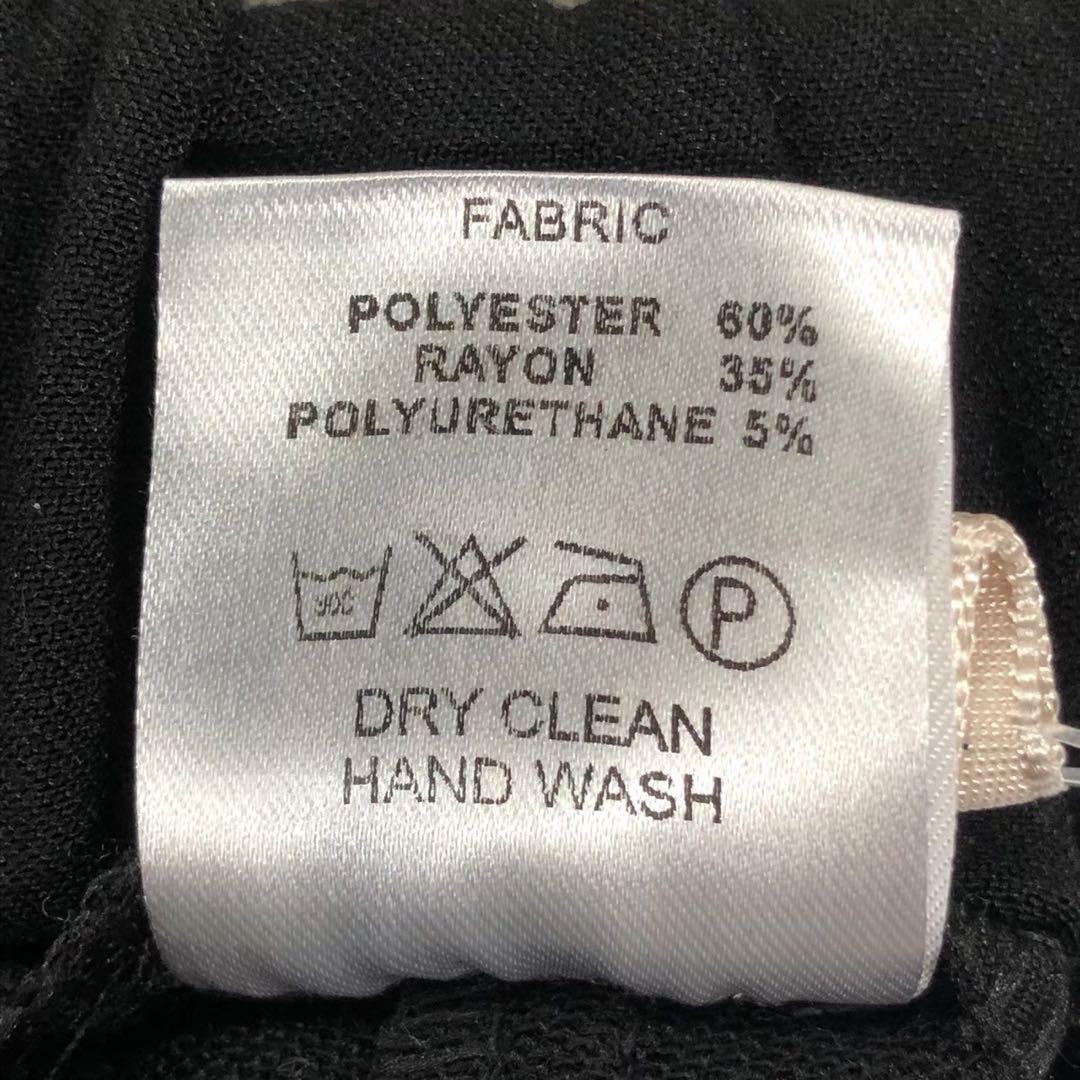 FABRIC
POLYESTER 60%
RAYON 35%
POLYURETHANE 5%
P
DRY CLEAN
HAND WASH